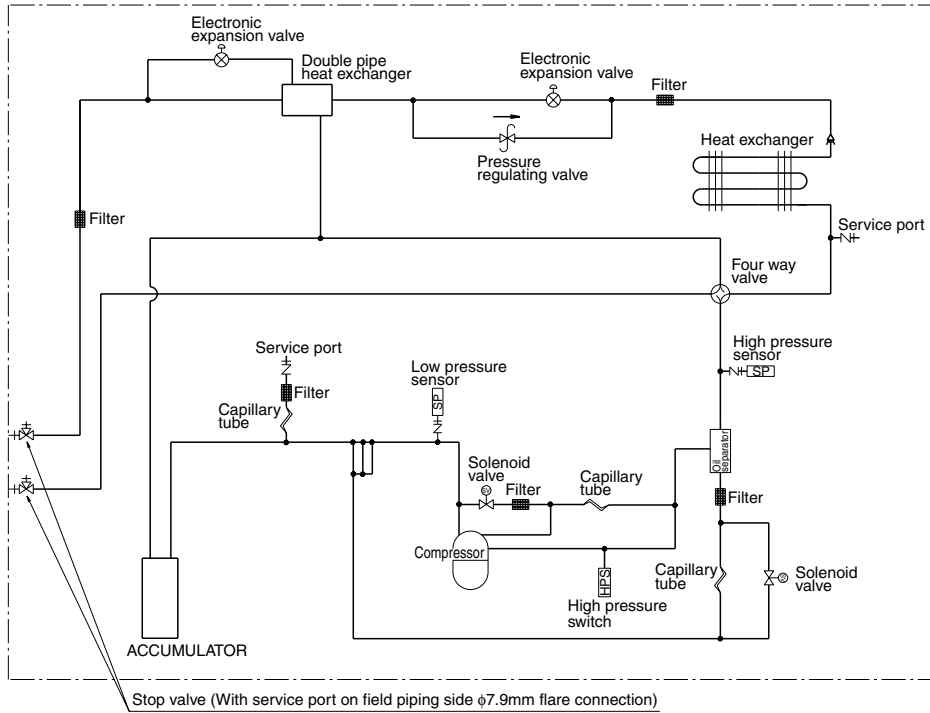 Electronic
expansion valve
Double pipe
heat exchanger
Electronic
expansion valve
Filter
Pressure
regulating valve
Heat exchanger
Filter
Service port
Four way
valve
Service port
Filter
Capillary
tube
Low pressure
sensor
SP
High pressure
sensor
SP
Solenoid
valve
SV
Filter
Capillary
tube
Oil
separator
Filter
Compressor
HPS
High pressure
switch
Capillary
tube
SV
Solenoid
valve
ACCUMULATOR
Stop valve (With service port on field piping side ϕ7.9mm flare connection)